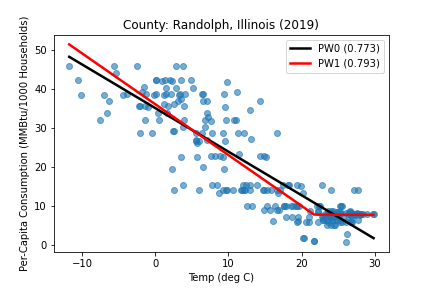 County: Randolph, Illinois (2019)
Per-Capita Consumption (MMBtu/1000 Households)
50
40
30
20
10
0
PW0 (0.773)
PW1 (0.793)
−10
0
10
20
30
Temp (deg C)